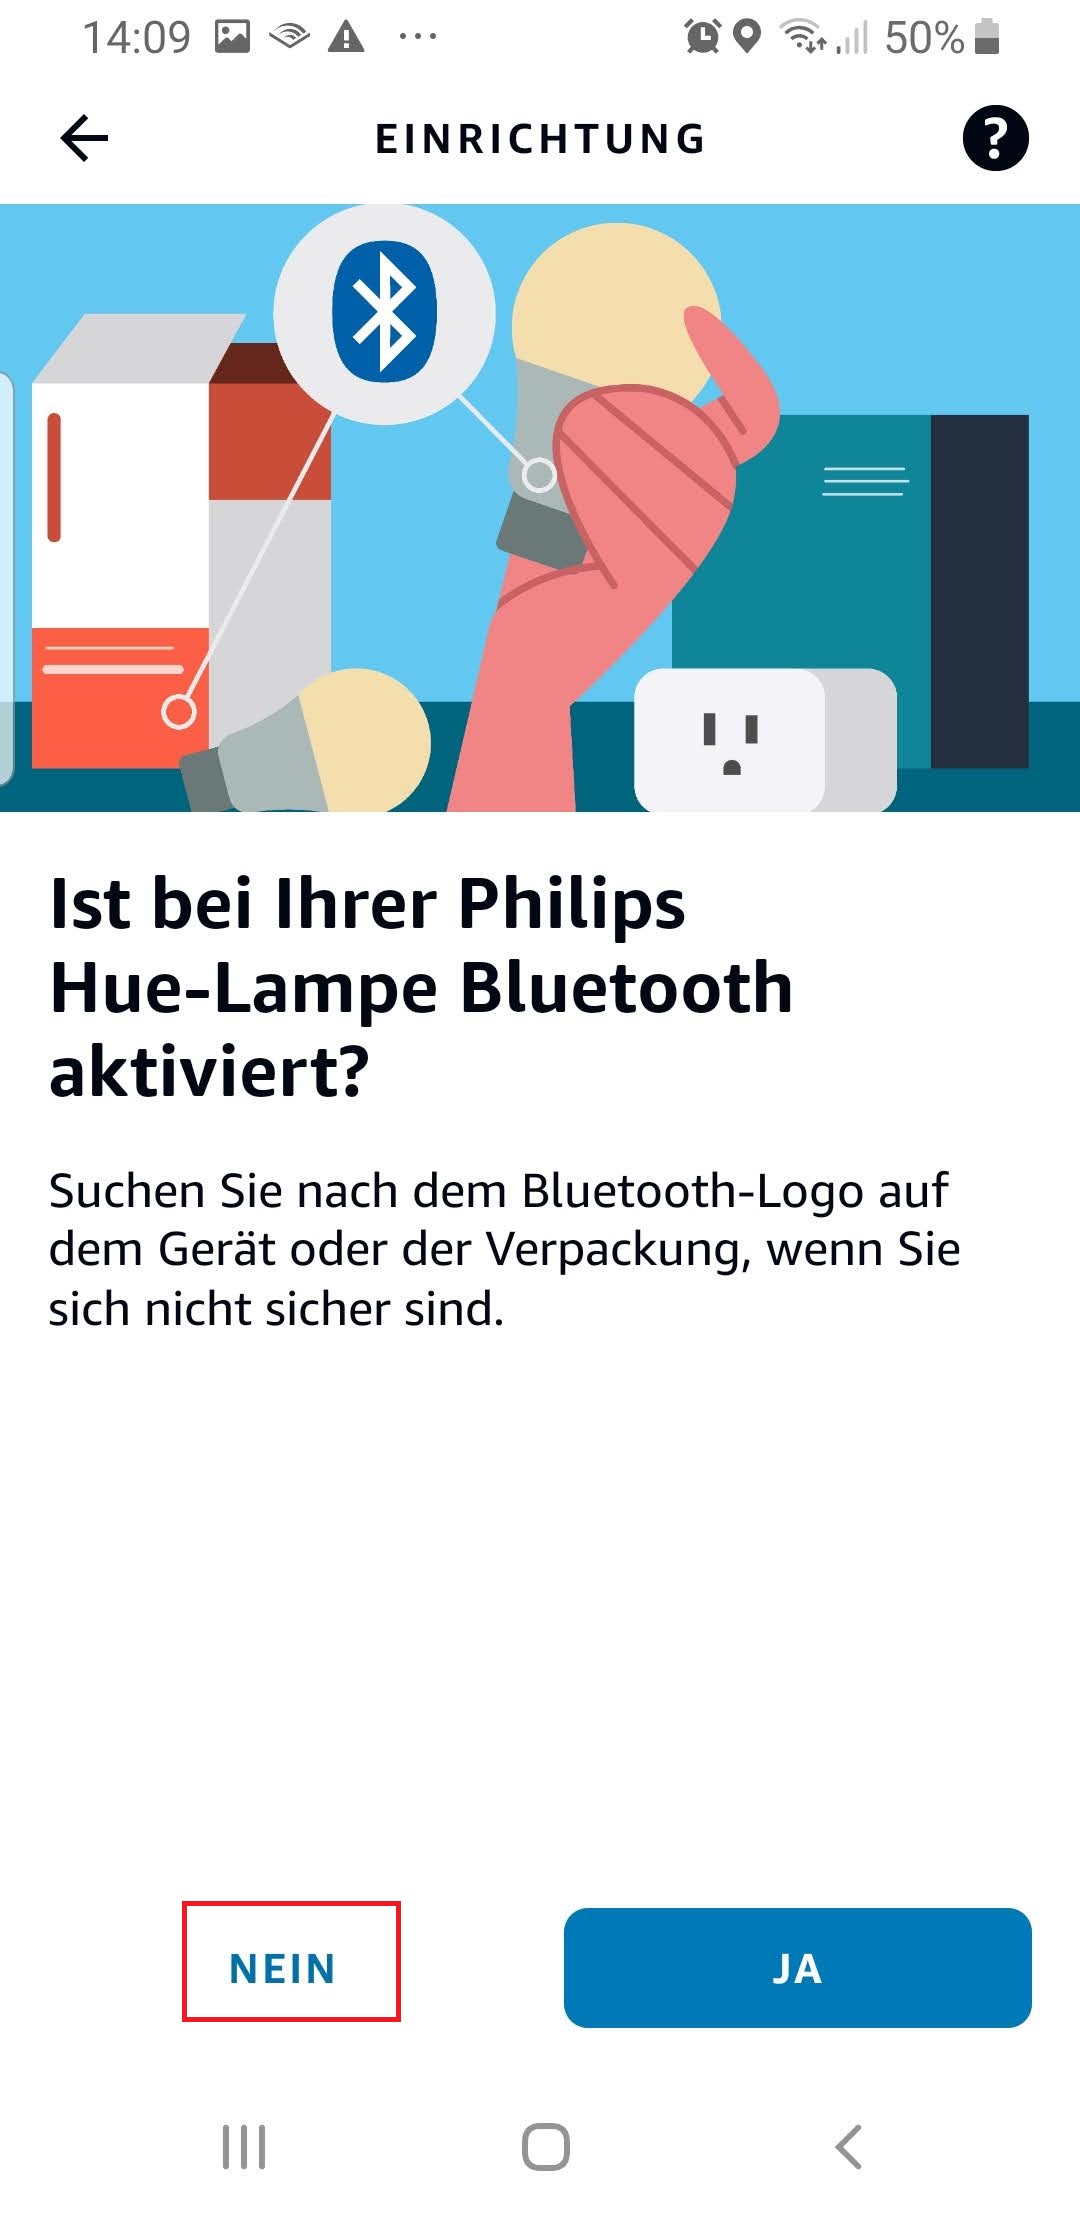 14:09 50%
EINRICHTUNG
Ist bei Ihrer Philips
Hue-Lampe Bluetooth
aktiviert?
Suchen Sie nach dem Bluetooth-Logo auf
dem Gerät oder der Verpackung, wenn Sie
sich nicht sicher sind.
NEIN JA